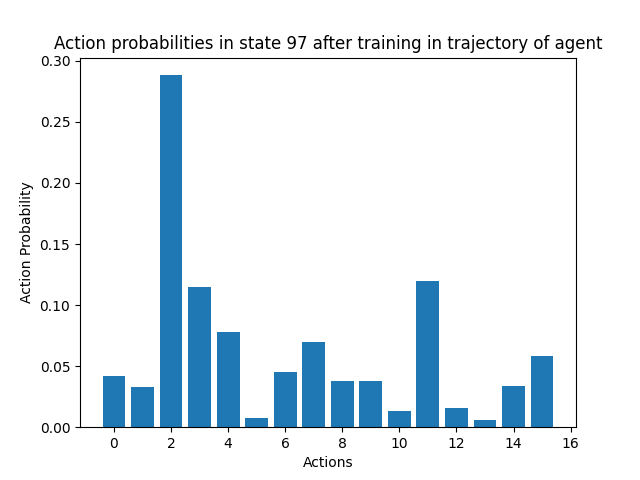 Action probabilities in state 97 after training in trajectory of agent
0.30
0.25
0.20
0.15
0.10
0.05
0.00
Action Probability
0 2 4 6 8 10 12 14 16
Actions